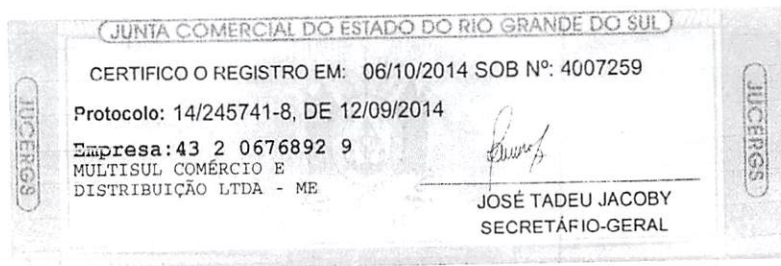 JUNTA COMERCIAL DO ESTADO DO RIO GRANDE DO SUL
CERTIFICO O REGISTRO EM: 06/10/2014 SOB Nº: 4007259
Protocolo: 14/245741-8, DE 12/09/2014
Empresa:43 2 0676892 9
MULTISUL COMÉRCIO E
DISTRIBUIÇÃO LTDA - ME
JOSÉ TADEU JACOBY
SECRETÁRIO-GERAL
JUCERGS
JUCERGS